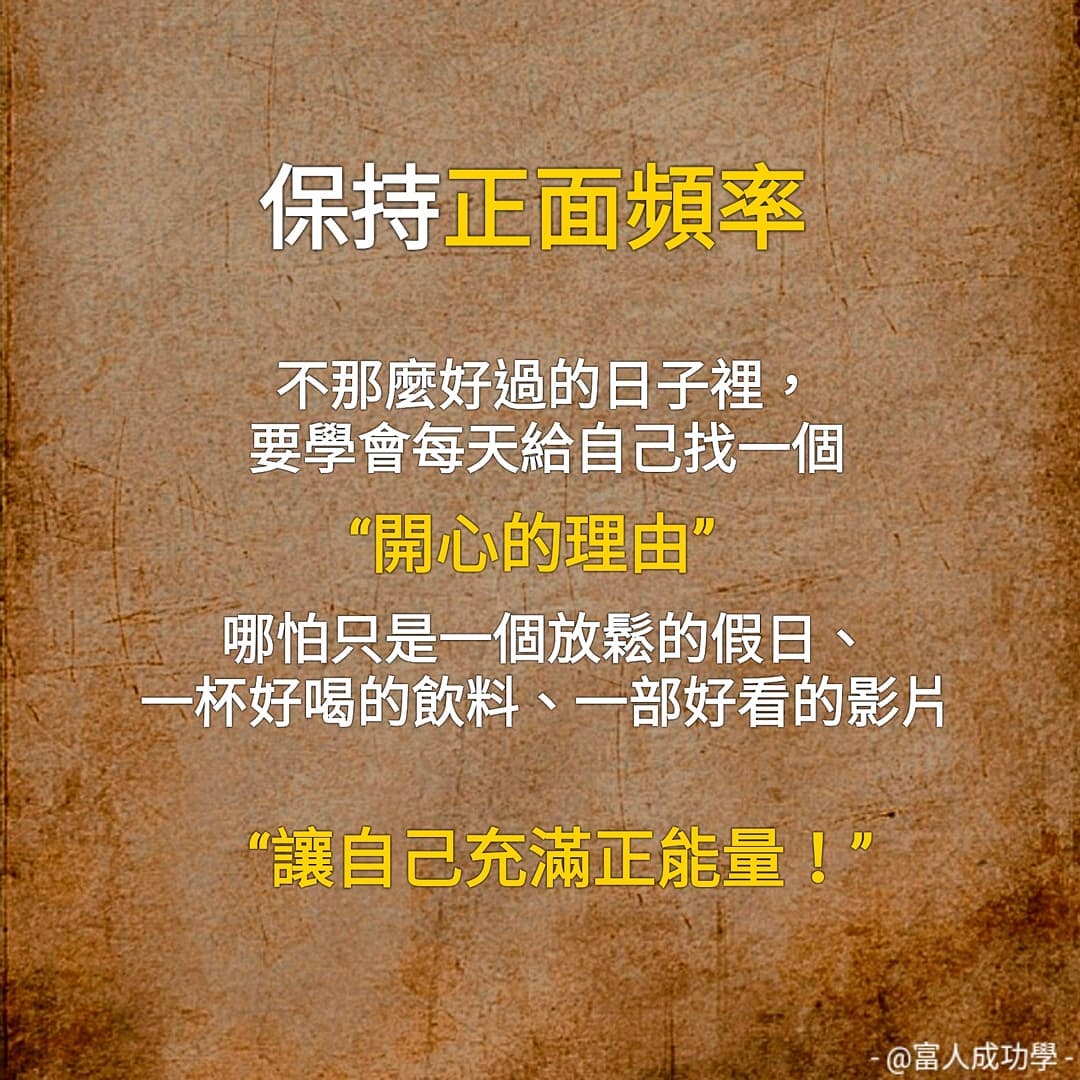 保持正面頻率
不那麼好過的日子裡，
要學會每天給自己找一個
“開心的理由”
哪怕只是一個放鬆的假日、
一杯好喝的飲料、一部好看的影片
“讓自己充滿正能量！”
- @富人成功學 -